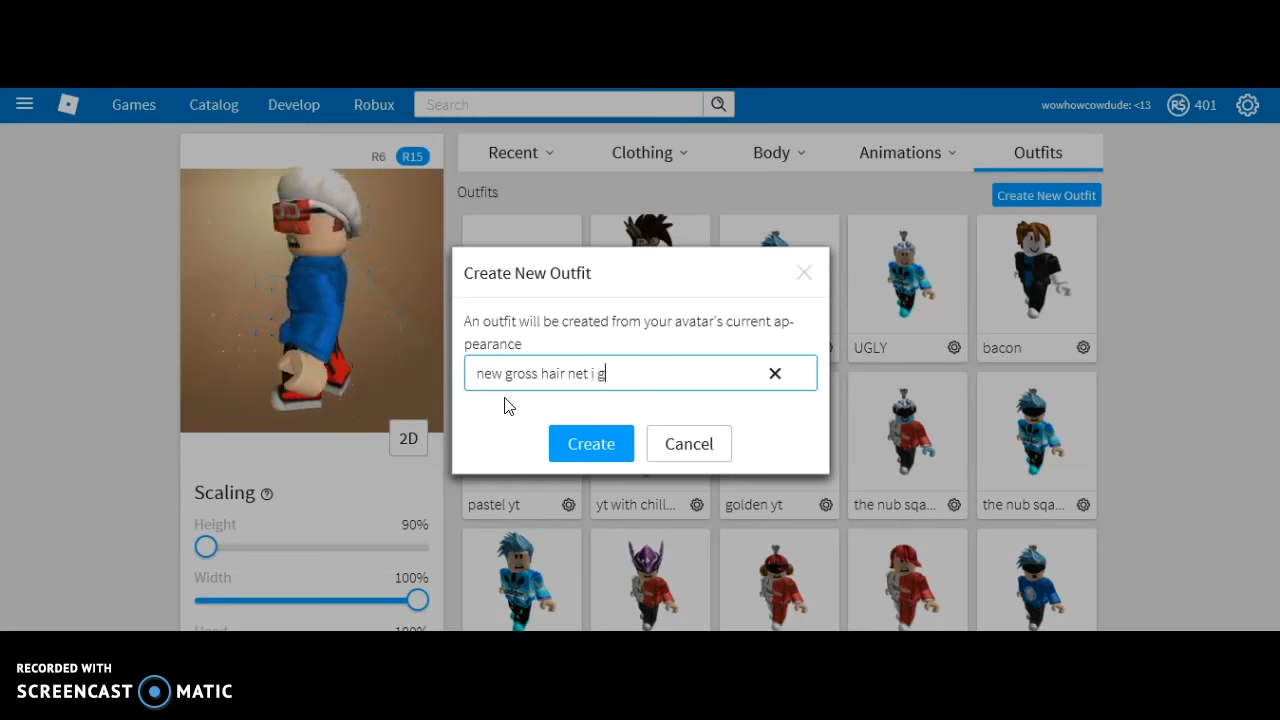 Games Catalog Develop Robux Search wowhowcowdude: <13 R$ 401
R6 R15 Recent Clothing Body Animations Outfits
Outfits Create New Outfit
Create New Outfit
An outfit will be created from your avatar's current ap-
pearance
UGLY bacon
new gross hair net i g
2D
Create Cancel
Scaling
pastel yt yt with chill... golden yt the nub sqa... the nub sqa...
Height 90%
Width 100%
RECORDED WITH
SCREENCAST MATIC